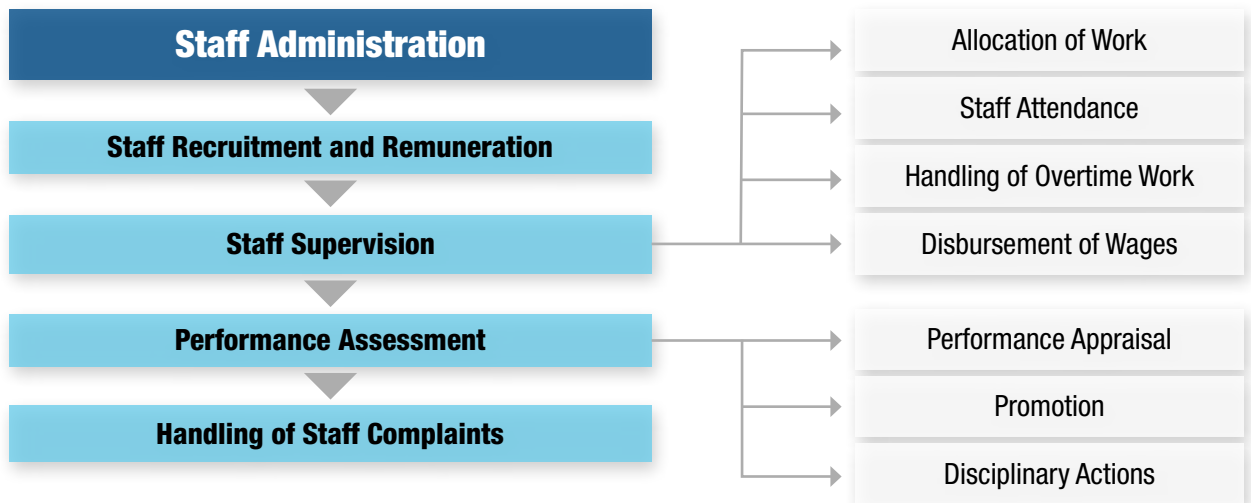 Staff Administration
Staff Recruitment and Remuneration
Staff Supervision
Performance Assessment
Handling of Staff Complaints
Allocation of Work
Staff Attendance
Handling of Overtime Work
Disbursement of Wages
Performance Appraisal
Promotion
Disciplinary Actions